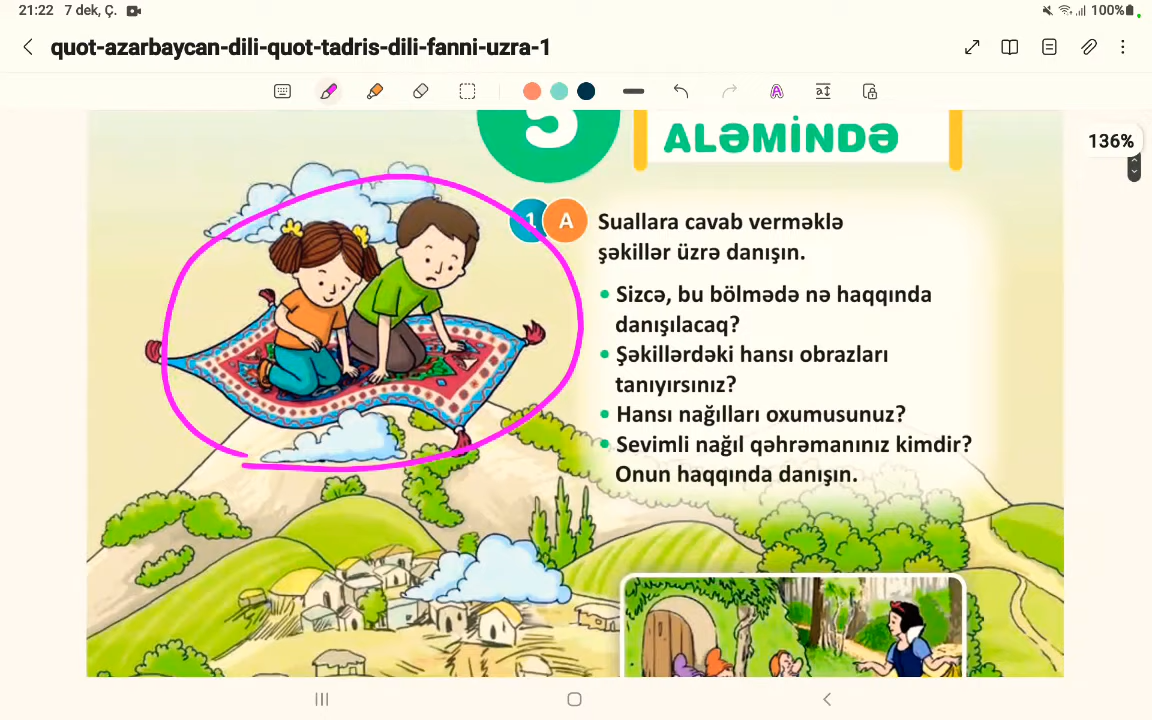 21:22 7 dek, Ç. 100%
quot-azarbaycan-dili-quot-tadris-dili-fanni-uzra-1
136%
ALƏMİNDƏ
1 A Suallara cavab verməklə
şəkillər üzrə danışın.
• Sizcə, bu bölmədə nə haqqında
danışılacaq?
• Şəkillərdəki hansı obrazları
tanıyırsınız?
• Hansı nağılları oxumusunuz?
• Sevimli nağıl qəhrəmanınız kimdir?
Onun haqqında danışın.